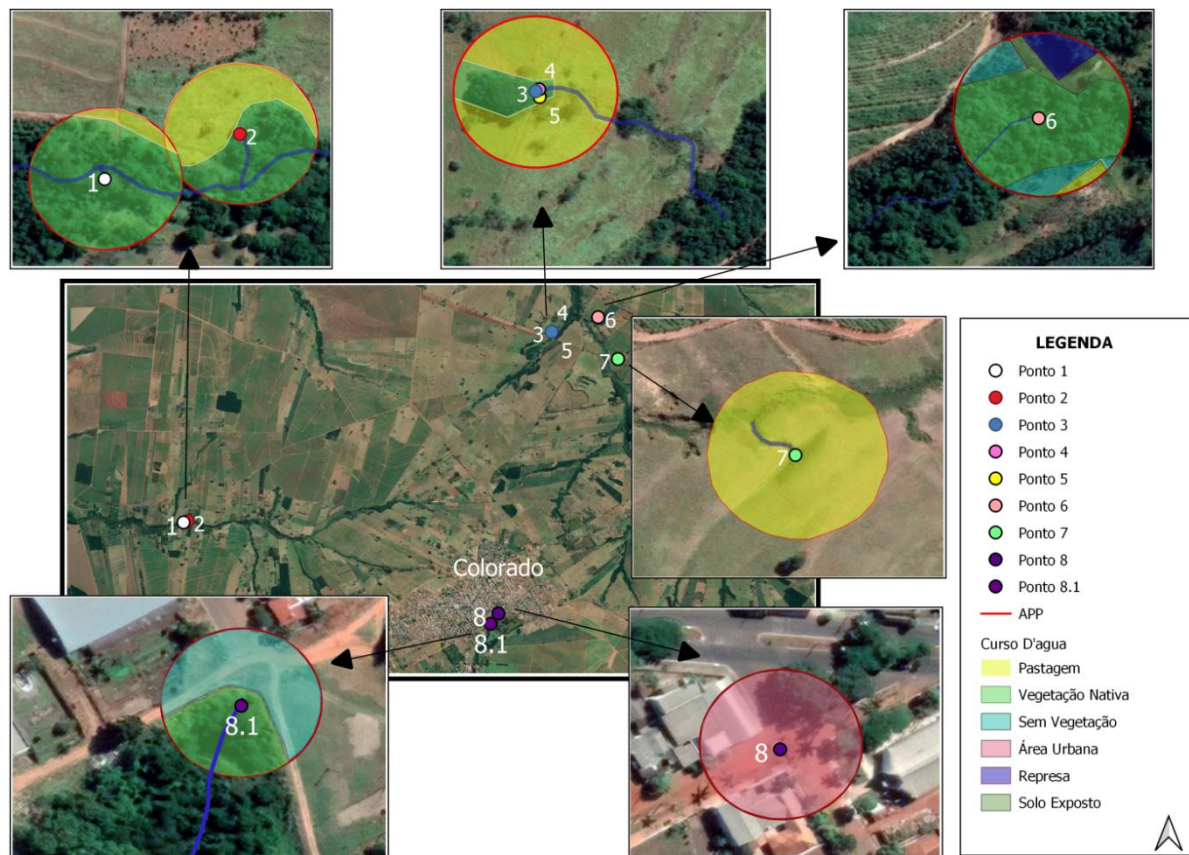 1
2
4
3
5
6
4
3
5
6
7
7
1
2
Colorado
8
8.1
8.1
8
LEGENDA
Ponto 1
Ponto 2
Ponto 3
Ponto 4
Ponto 5
Ponto 6
Ponto 7
Ponto 8
Ponto 8.1
APP
Curso D'agua
Pastagem
Vegetação Nativa
Sem Vegetação
Área Urbana
Represa
Solo Exposto